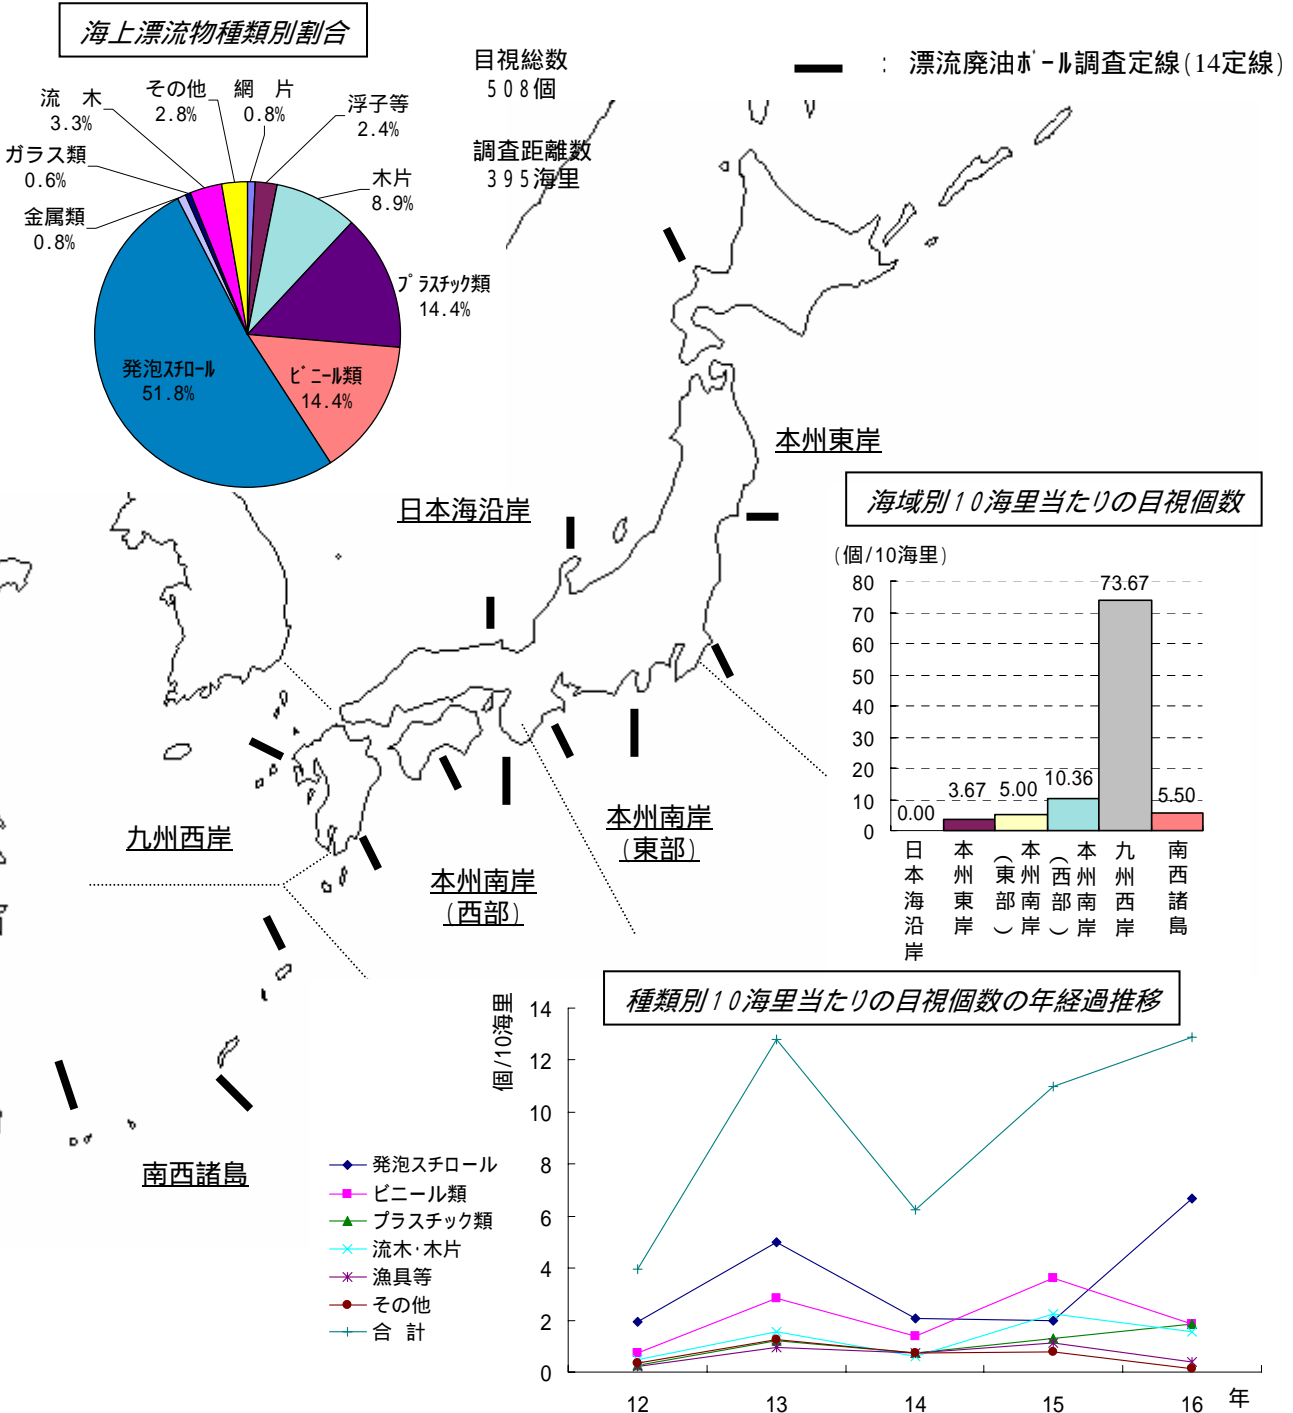 海上漂流物種類別割合
目視総数
508個
調査距離数
395海里
：漂流廃油ボール調査定線(14定線)
流　木
3.3%
その他
2.8%
網　片
0.8%
浮子等
2.4%
ガラス類
0.6%
木片
8.9%
金属類
0.8%
プラスチック類
14.4%
発泡スチロール
51.8%
ビニール類
14.4%
本州東岸
日本海沿岸
九州西岸
本州南岸
(西部)
本州南岸
(東部)
南西諸島
海域別10海里当たりの目視個数
(個/10海里)
80
70
60
50
40
30
20
10
0
0.00
3.67
5.00
10.36
73.67
5.50
日本海沿岸
本州東岸
本州南岸
(東部)
本州南岸
(西部)
九州西岸
南西諸島
種類別10海里当たりの目視個数の年経過推移
個/10海里
14
12
10
8
6
4
2
0
発泡スチロール
ビニール類
プラスチック類
流木･木片
漁具等
その他
合　計
12
13
14
15
16
年